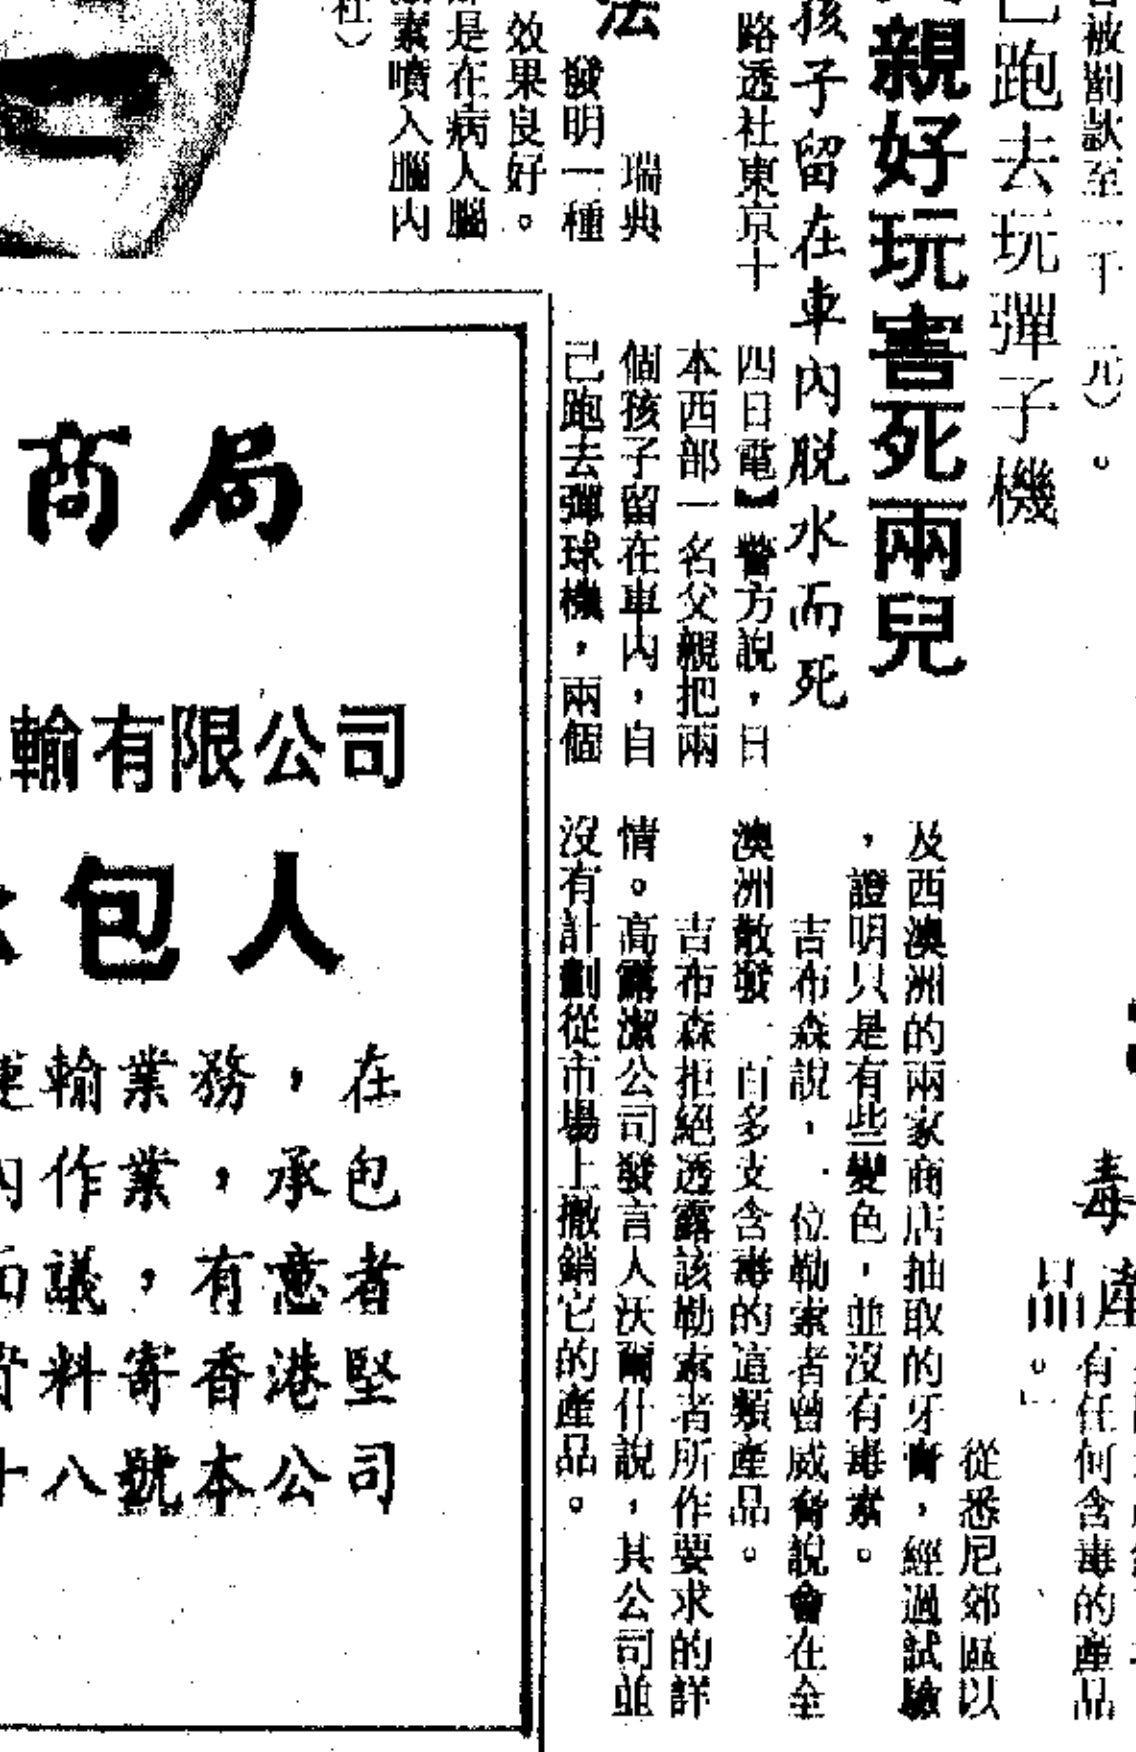 被割款至一千
元）。
己跑去玩彈子機
親好玩害死兩兒
孩子留在車內脱水而死
路透社東京十
四日電】警方說，日
本西部一名父親把兩
個孩子留在車內，自
己跑去彈球機，兩個
法
瑞典
發明一種
效果良好。
是在病人腦
素噴入腦內
社）
毒
產
品。」
有任何含毒的產品
從悉尼郊區以
及西澳洲的兩家商店抽取的牙膏，經過試驗
，證明只是有些變色，並沒有毒素。
吉布森說，一位勒索者曾威脅說會在全
澳洲散發一百多支含毒的這類產品。
吉布森拒絕透露該勒索者所作要求的詳
情。高露潔公司發言人沃爾什說，其公司並
沒有計劃從市場上撤銷它的產品。
商局
輸有限公司
包人
運輸業務，在
內作業，承包
面議，有意者
料寄香港堅
十八號本公司